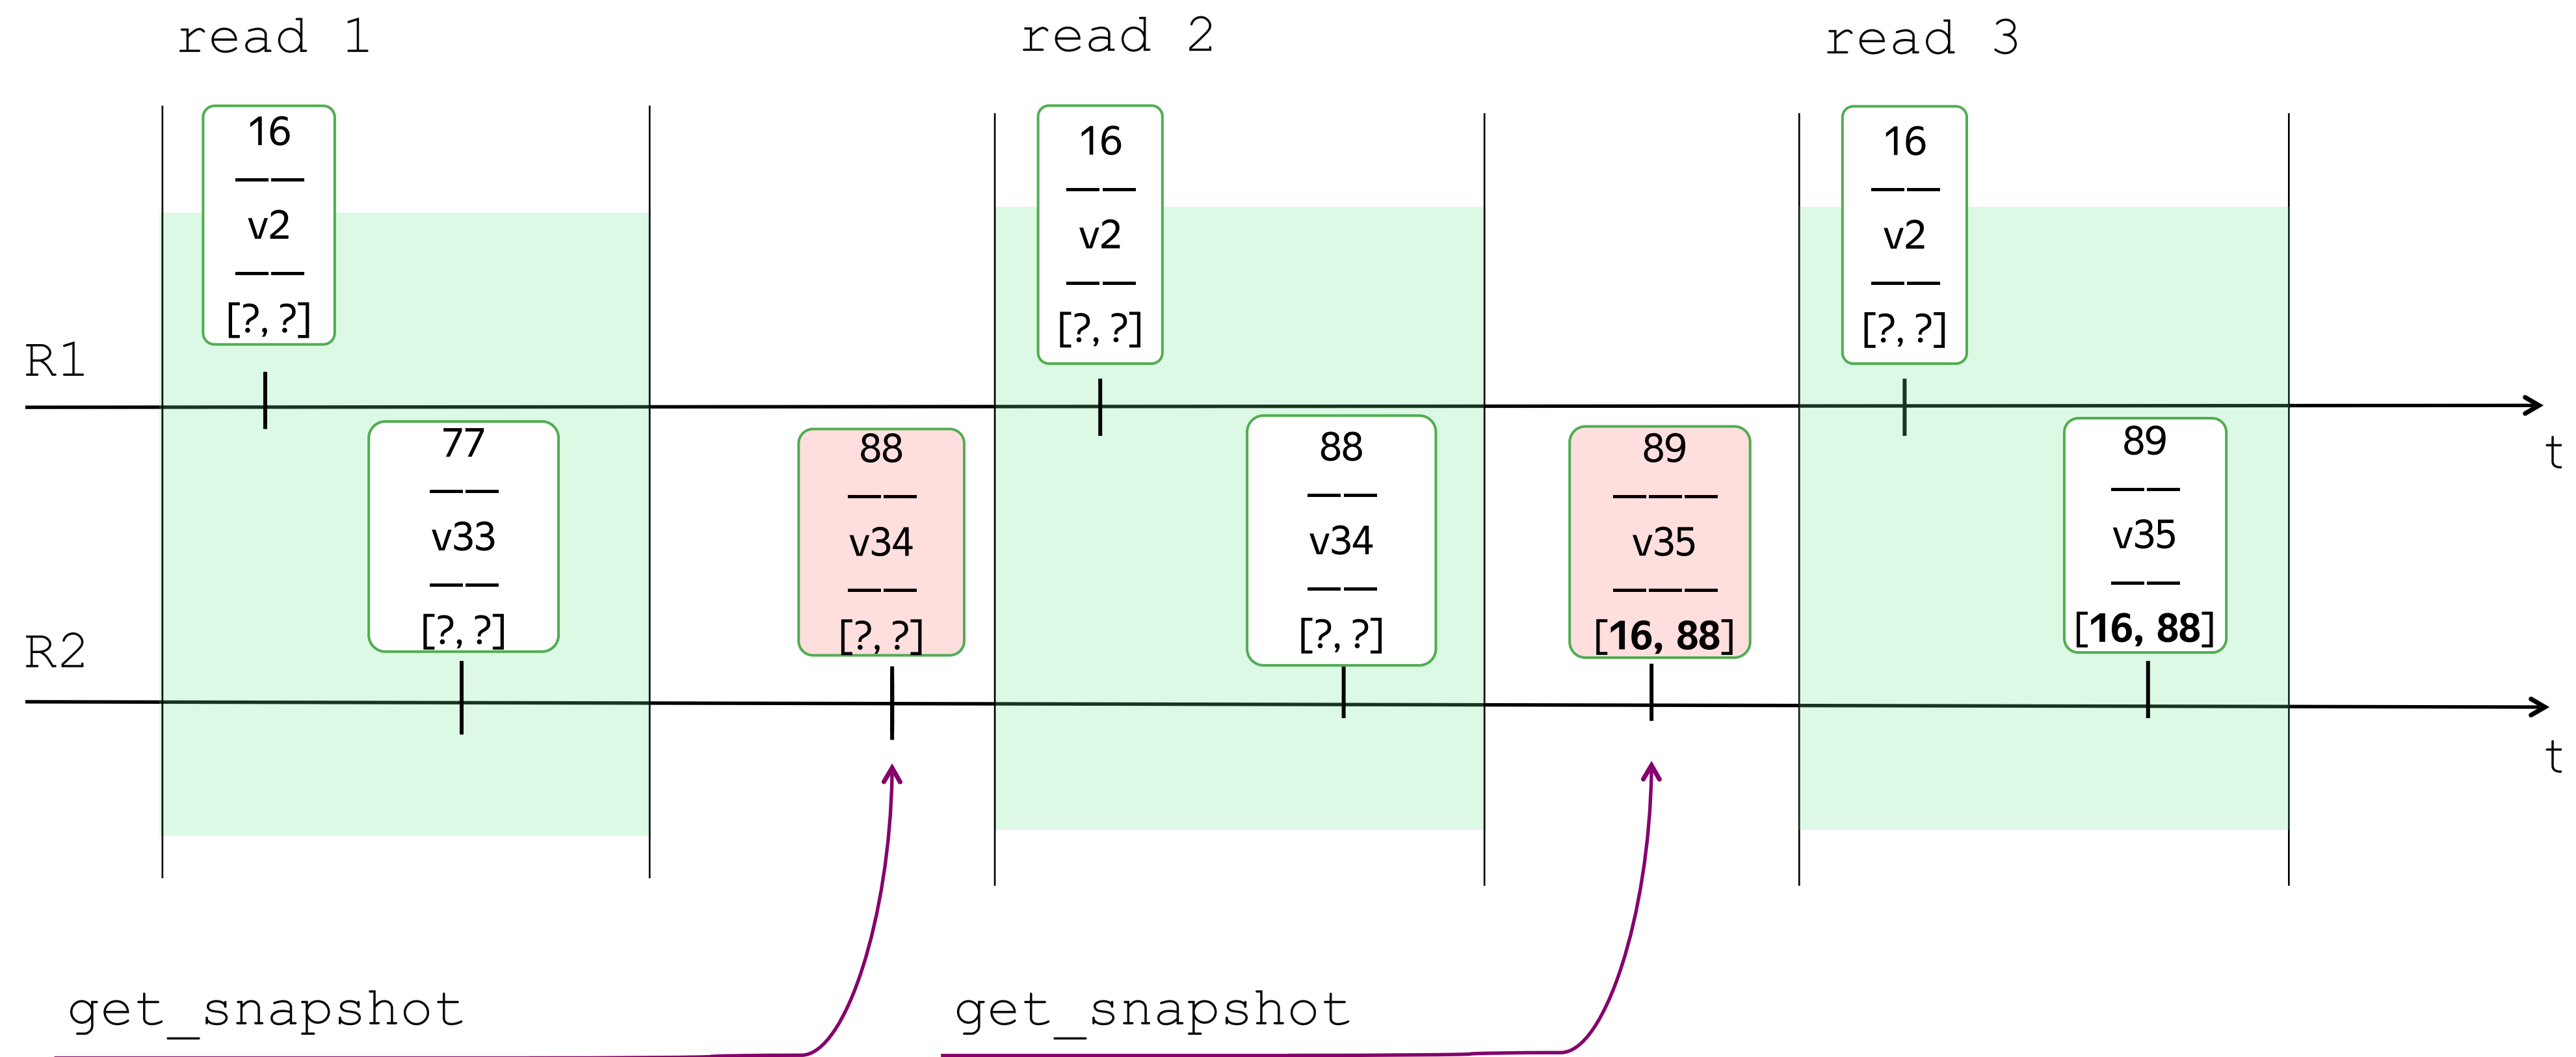 read 1
read 2
read 3
16
v2
[?, ?]
16
v2
[?, ?]
16
v2
[?, ?]
R1
t
77
v33
[?, ?]
88
v34
[?, ?]
88
v34
[?, ?]
89
v35
[16, 88]
89
v35
[16, 88]
R2
t
get_snapshot
get_snapshot